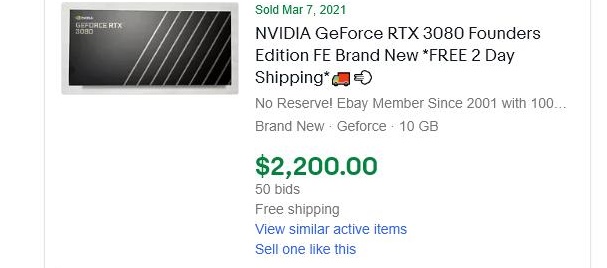 NVIDIA
GEFORCE RTX
3080
Sold Mar 7, 2021
NVIDIA GeForce RTX 3080 Founders
Edition FE Brand New *FREE 2 Day
Shipping*🚚💨
No Reserve! Ebay Member Since 2001 with 100...
Brand New · Geforce · 10 GB
$2,200.00
50 bids
Free shipping
View similar active items
Sell one like this